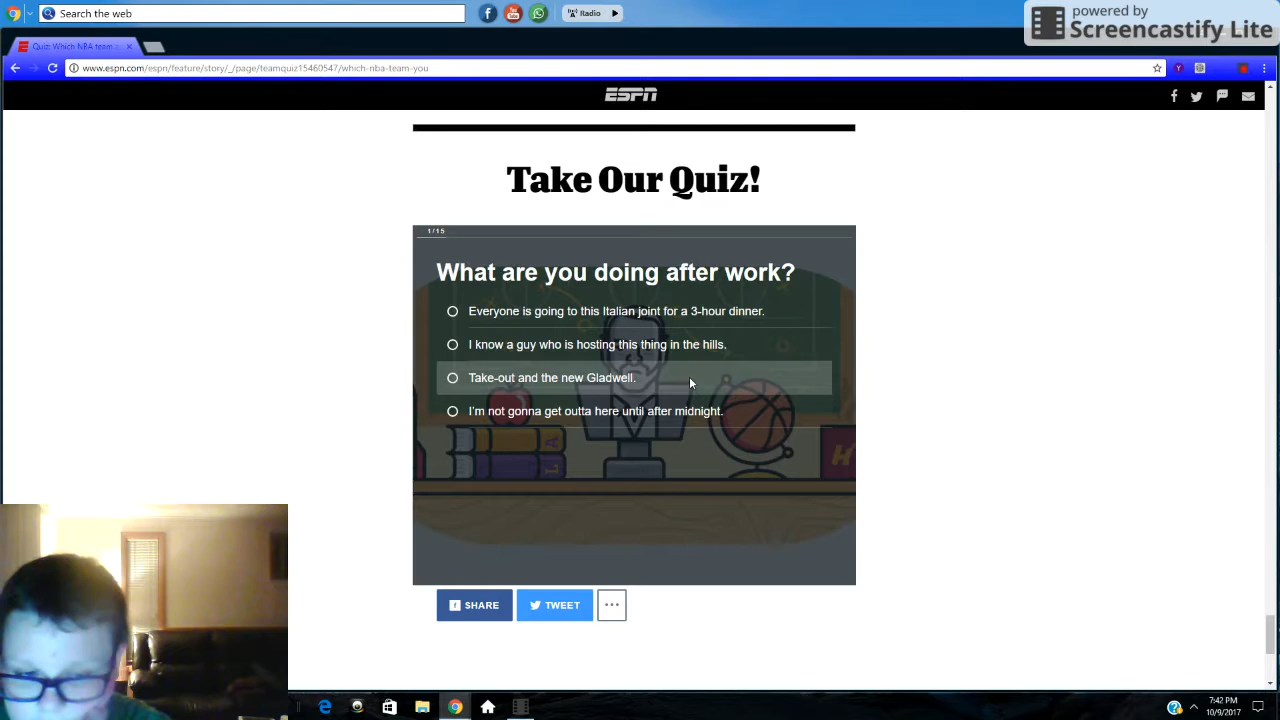 Search the web
f
You Tube
Radio
powered by
Screencastify Lite
Quiz: Which NBA team
www.espn.com/espn/feature/story/_/page/teamquiz15460547/which-nba-team-you
Y
ESPN
Take Our Quiz!
1 / 15
What are you doing after work?
Everyone is going to this Italian joint for a 3-hour dinner.
I know a guy who is hosting this thing in the hills.
Take-out and the new Gladwell.
I'm not gonna get outta here until after midnight.
A
L
H
SHARE
TWEET
7:42 PM
10/9/2017